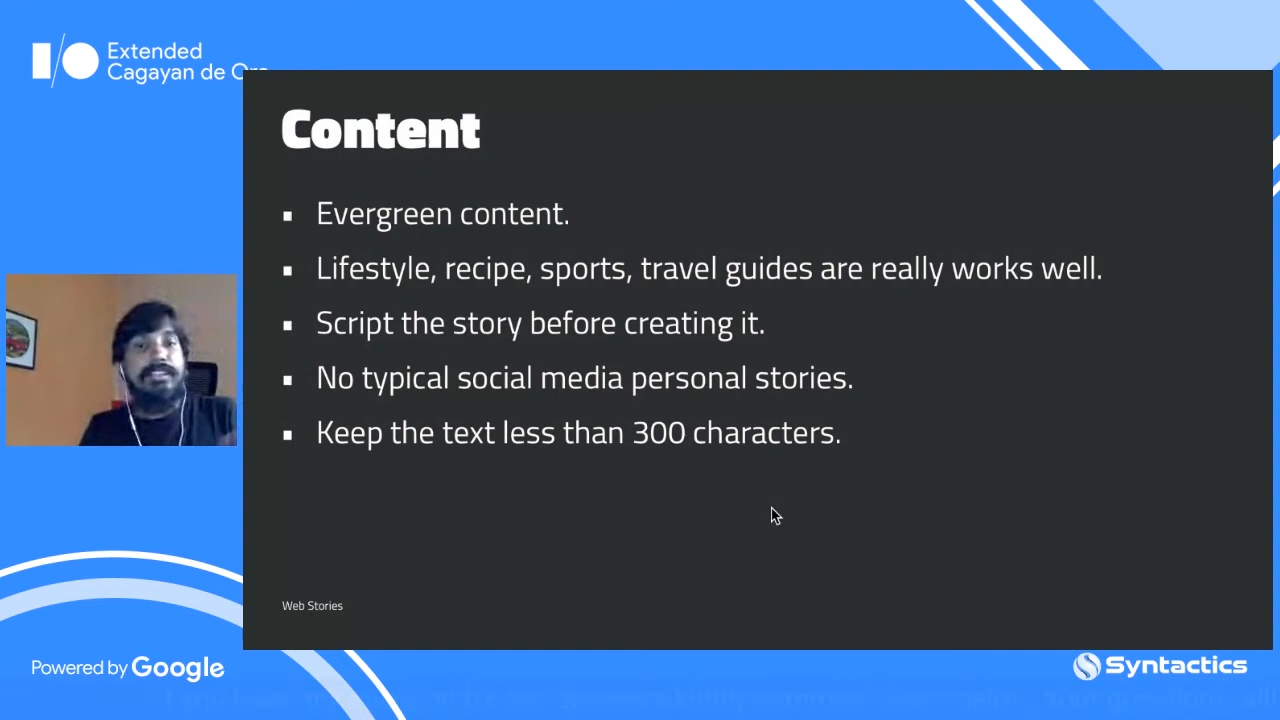 I/O Extended
Cagayan de Oro
Content
▪ Evergreen content.
▪ Lifestyle, recipe, sports, travel guides are really works well.
▪ Script the story before creating it.
▪ No typical social media personal stories.
▪ Keep the text less than 300 characters.
Web Stories
Powered by Google
Syntactics